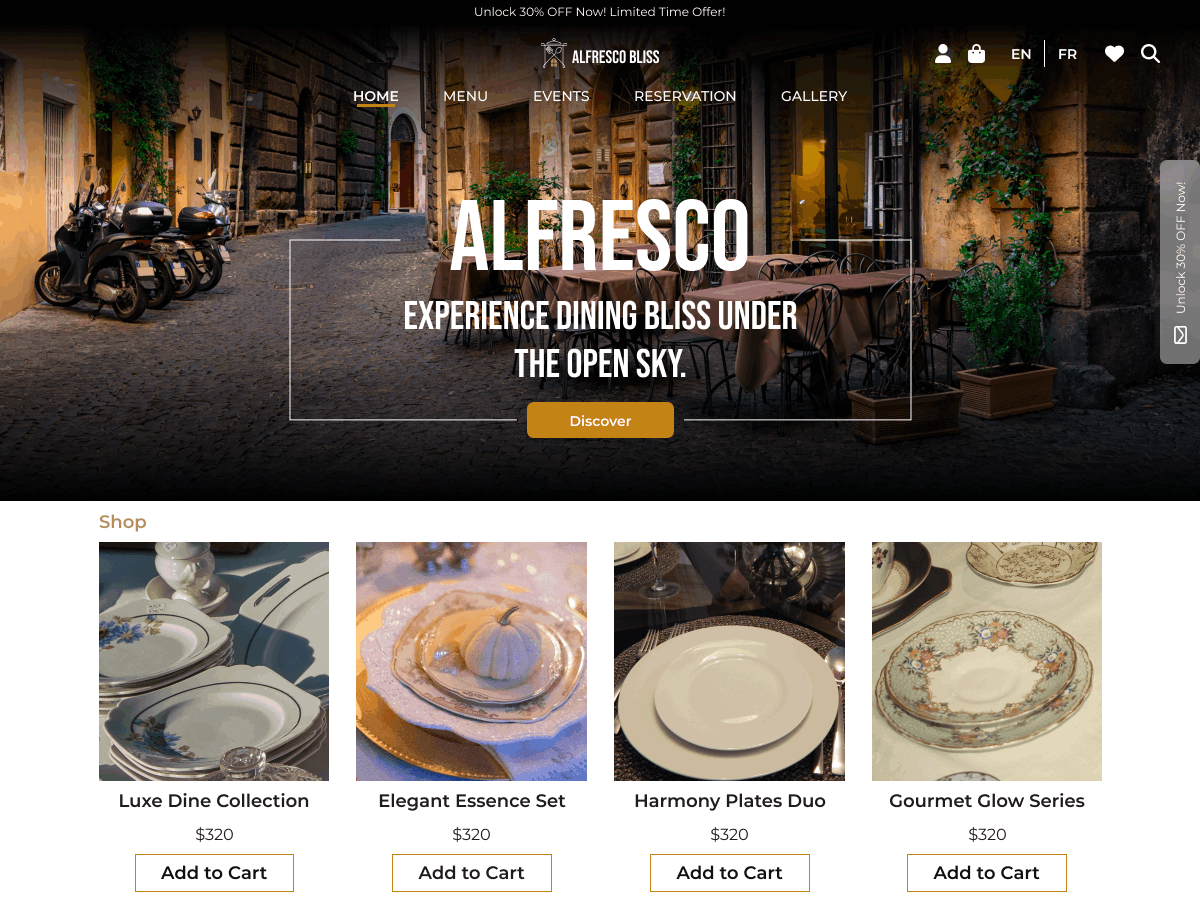 Unlock 30% OFF Now! Limited Time Offer!
ALFRESCO BLISS
EN
FR
HOME
MENU
EVENTS
RESERVATION
GALLERY
Unlock 30% OFF Now!
ALFRESCO
EXPERIENCE DINING BLISS UNDER
THE OPEN SKY.
Discover
Shop
Luxe Dine Collection
Elegant Essence Set
Harmony Plates Duo
Gourmet Glow Series
$320
$320
$320
$320
Add to Cart
Add to Cart
Add to Cart
Add to Cart